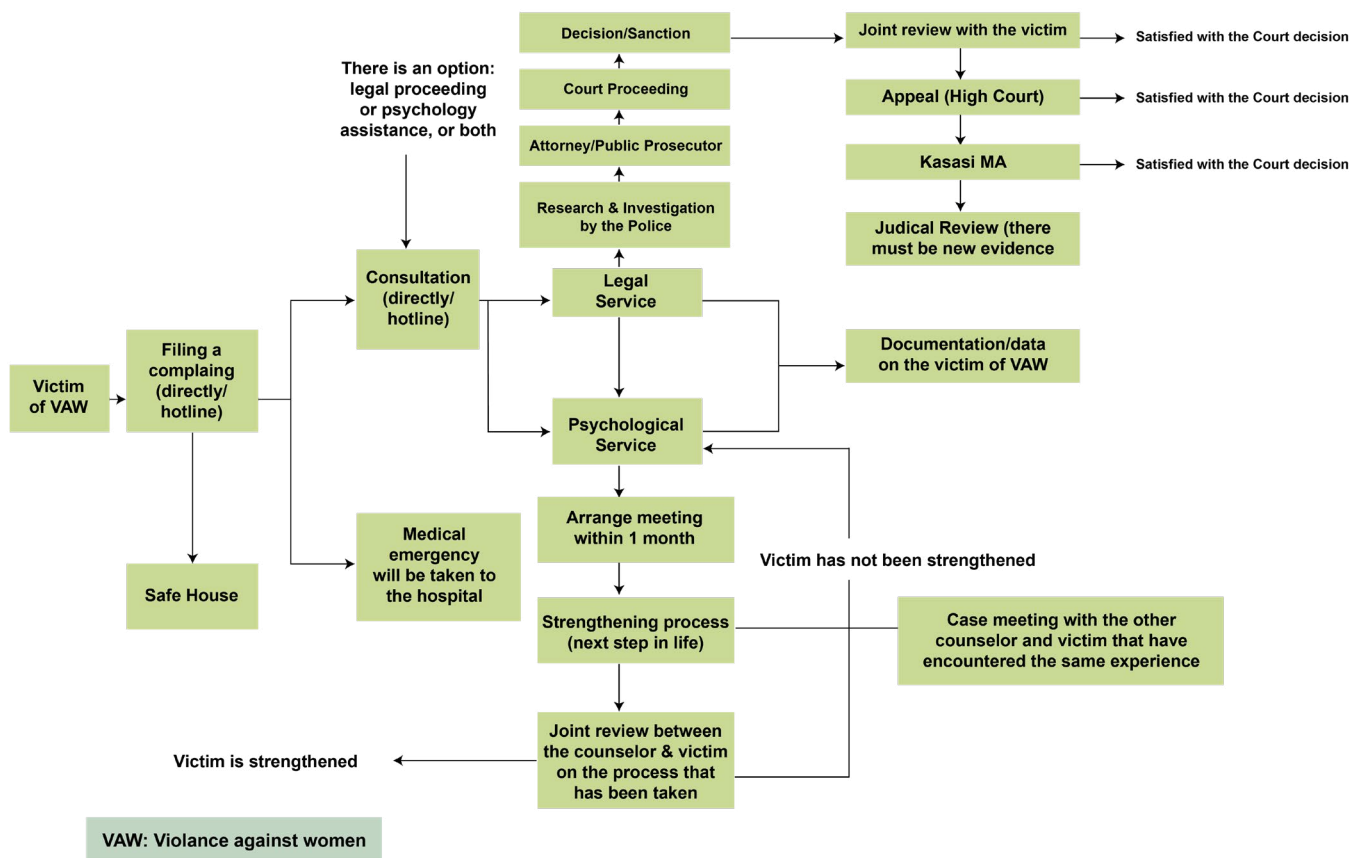 Decision/Sanction
Joint review with the victim
Satisfied with the Court decision
There is an option:
legal proceeding
or psychology
assistance, or both
Court Proceeding
Appeal (High Court)
Satisfied with the Court decision
Attorney/Public Prosecutor
Kasasi MA
Satisfied with the Court decision
Research & Investigation
by the Police
Judical Review (there
must be new evidence
Consultation
(directly/
hotline)
Legal
Service
Filing a
complaing
(directly/
hotline)
Documentation/data
on the victim of VAW
Victim
of VAW
Psychological
Service
Arrange meeting
within 1 month
Medical
emergency
will be taken to
the hospital
Victim has not been strengthened
Safe House
Strengthening process
(next step in life)
Case meeting with the other
counselor and victim that have
encountered the same experience
Joint review between
the counselor & victim
on the process that
has been taken
Victim is strengthened
VAW: Violance against women